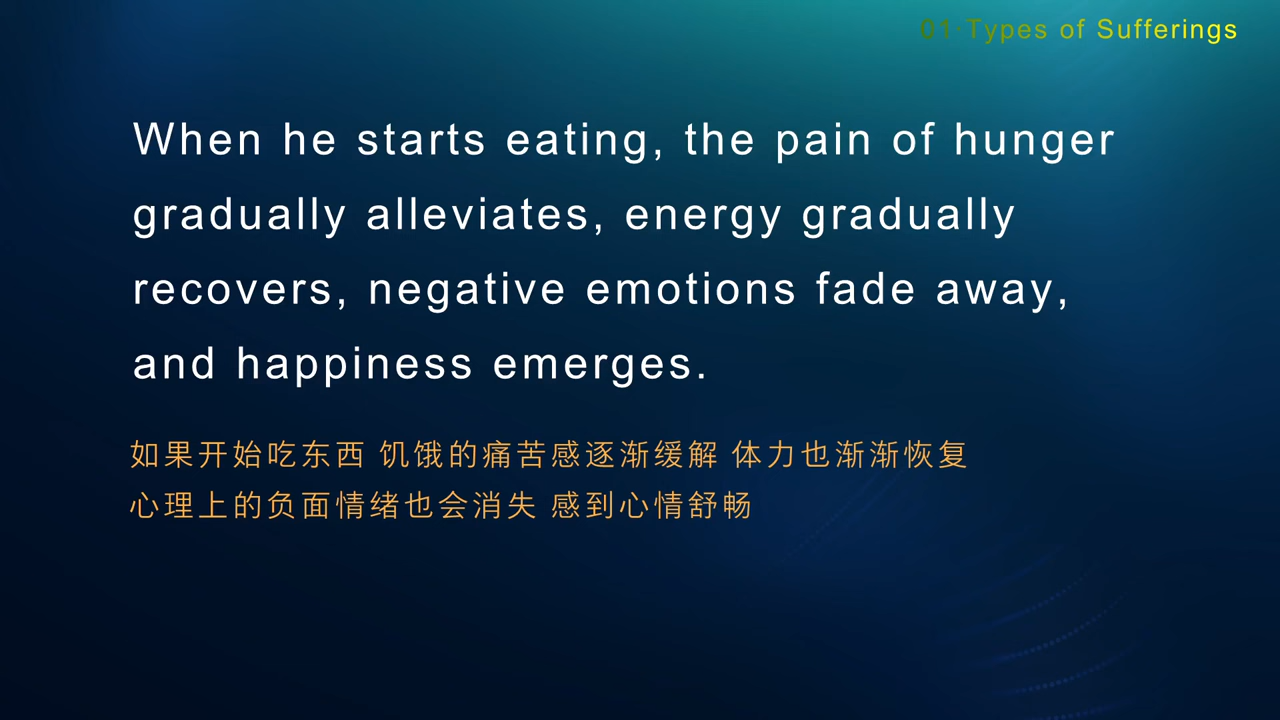 01 Types of Sufferings
When he starts eating, the pain of hunger
gradually alleviates, energy gradually
recovers, negative emotions fade away,
and happiness emerges.
如果开始吃东西 饥饿的痛苦感逐渐缓解 体力也渐渐恢复
心理上的负面情绪也会消失 感到心情舒畅